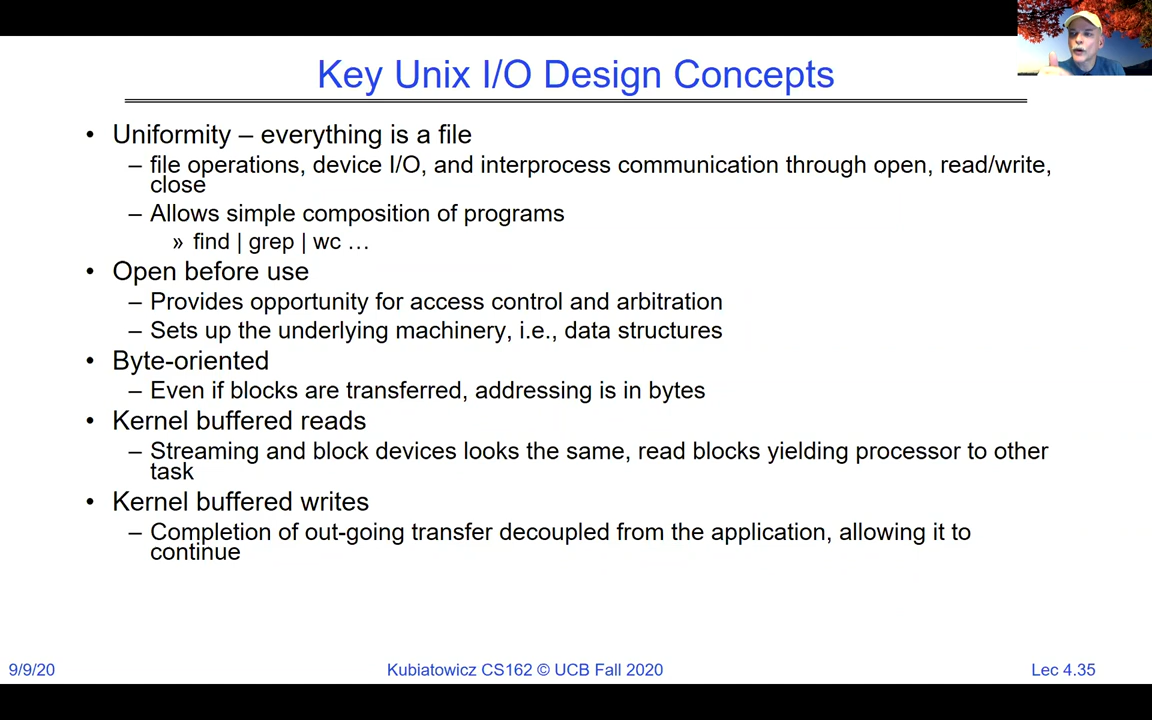 Key Unix I/O Design Concepts
• Uniformity – everything is a file
– file operations, device I/O, and interprocess communication through open, read/write,
close
– Allows simple composition of programs
» find | grep | wc …
• Open before use
– Provides opportunity for access control and arbitration
– Sets up the underlying machinery, i.e., data structures
• Byte-oriented
– Even if blocks are transferred, addressing is in bytes
• Kernel buffered reads
– Streaming and block devices looks the same, read blocks yielding processor to other
task
• Kernel buffered writes
– Completion of out-going transfer decoupled from the application, allowing it to
continue
9/9/20
Kubiatowicz CS162 © UCB Fall 2020
Lec 4.35